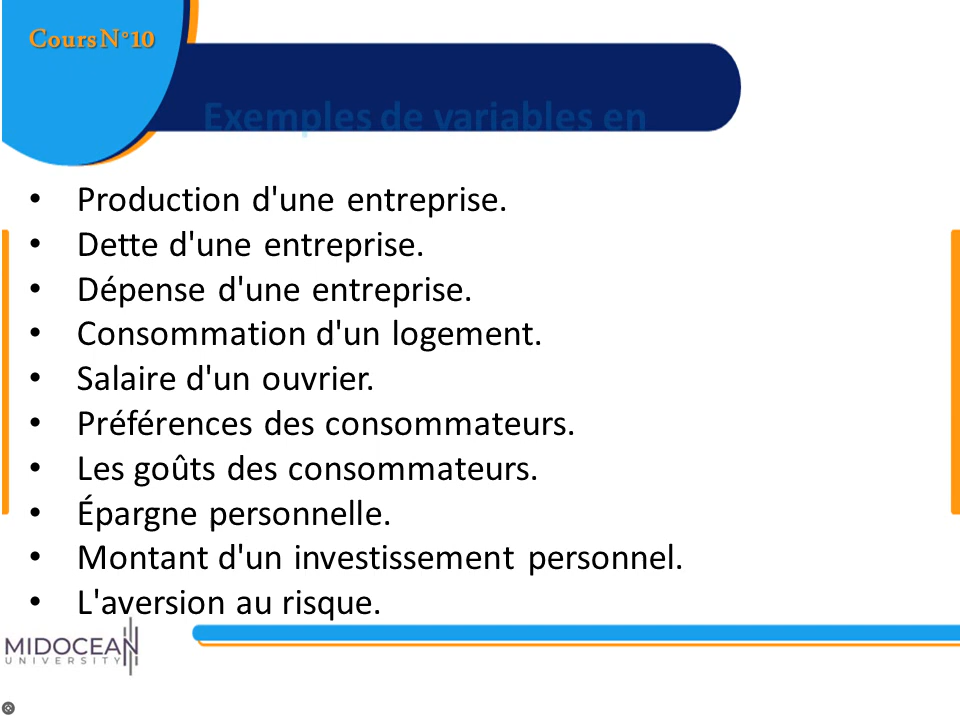 Cours N°10
Exemples de variables en
• Production d'une entreprise.
• Dette d'une entreprise.
• Dépense d'une entreprise.
• Consommation d'un logement.
• Salaire d'un ouvrier.
• Préférences des consommateurs.
• Les goûts des consommateurs.
• Épargne personnelle.
• Montant d'un investissement personnel.
• L'aversion au risque.
MIDOCEAN
UNIVERSITY